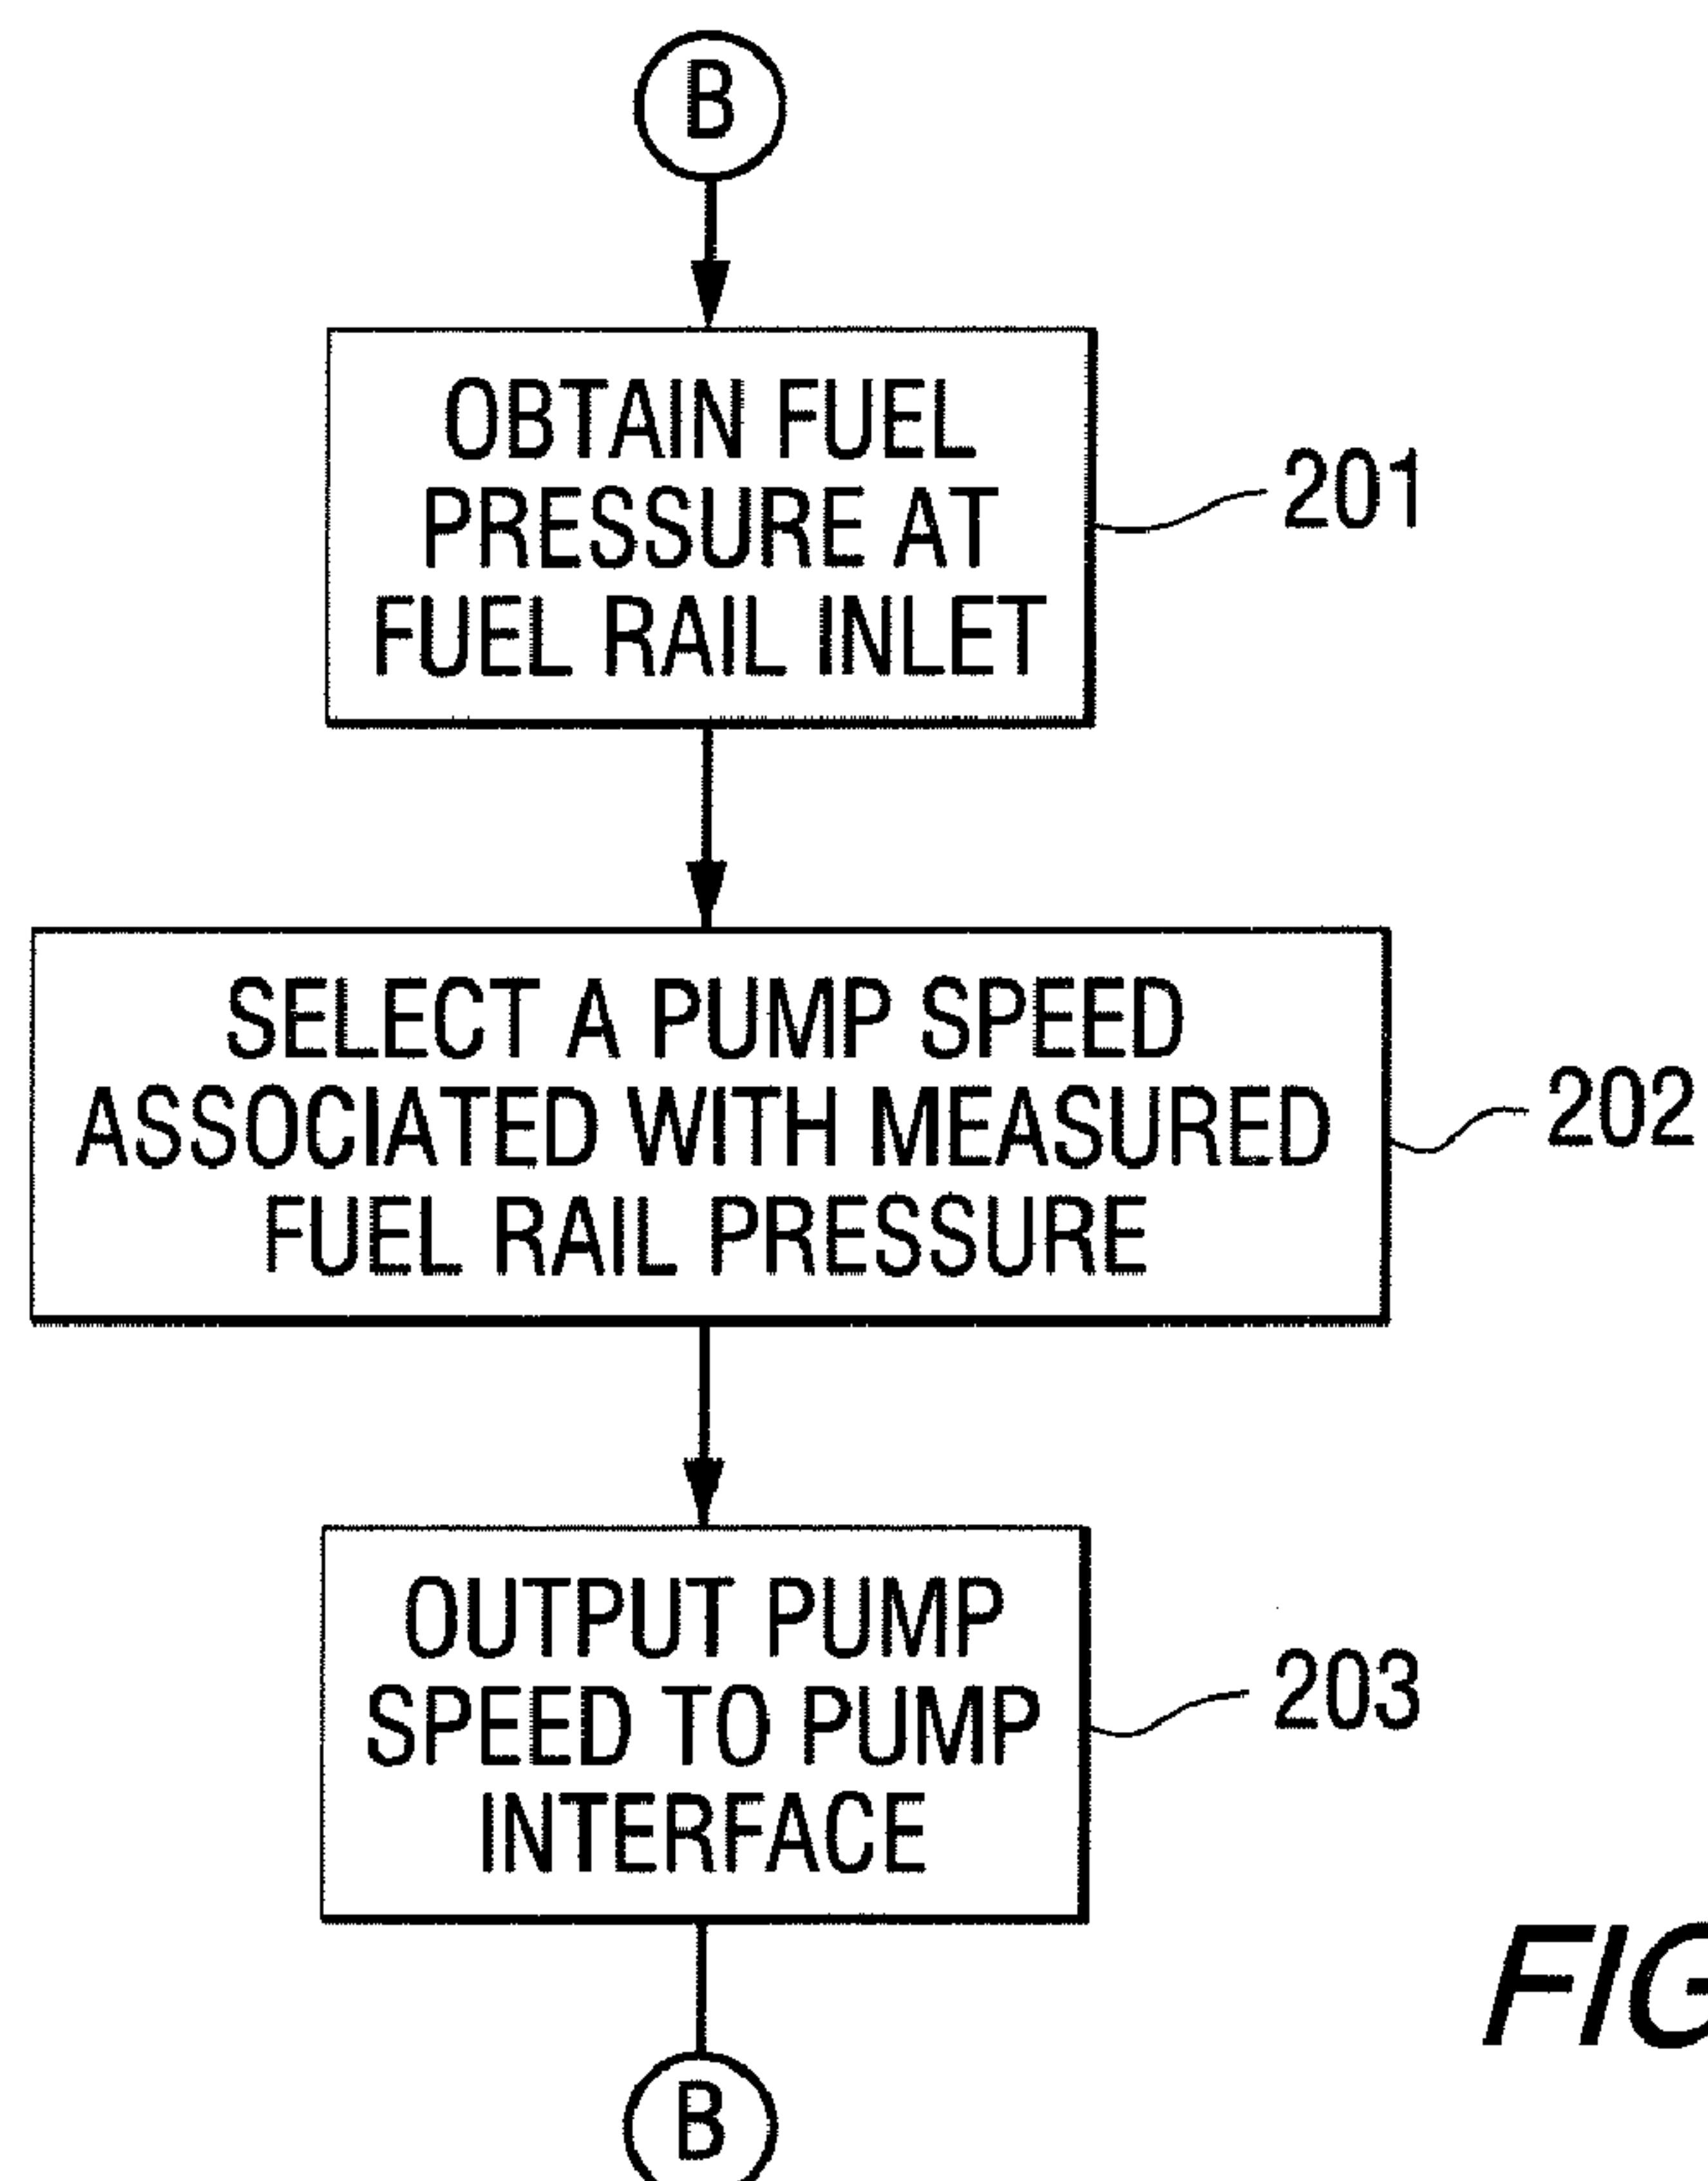 B
OBTAIN FUEL
PRESSURE AT
FUEL RAIL INLET
201
SELECT A PUMP SPEED
ASSOCIATED WITH MEASURED
FUEL RAIL PRESSURE
202
OUTPUT PUMP
SPEED TO PUMP
INTERFACE
203
FIG
B